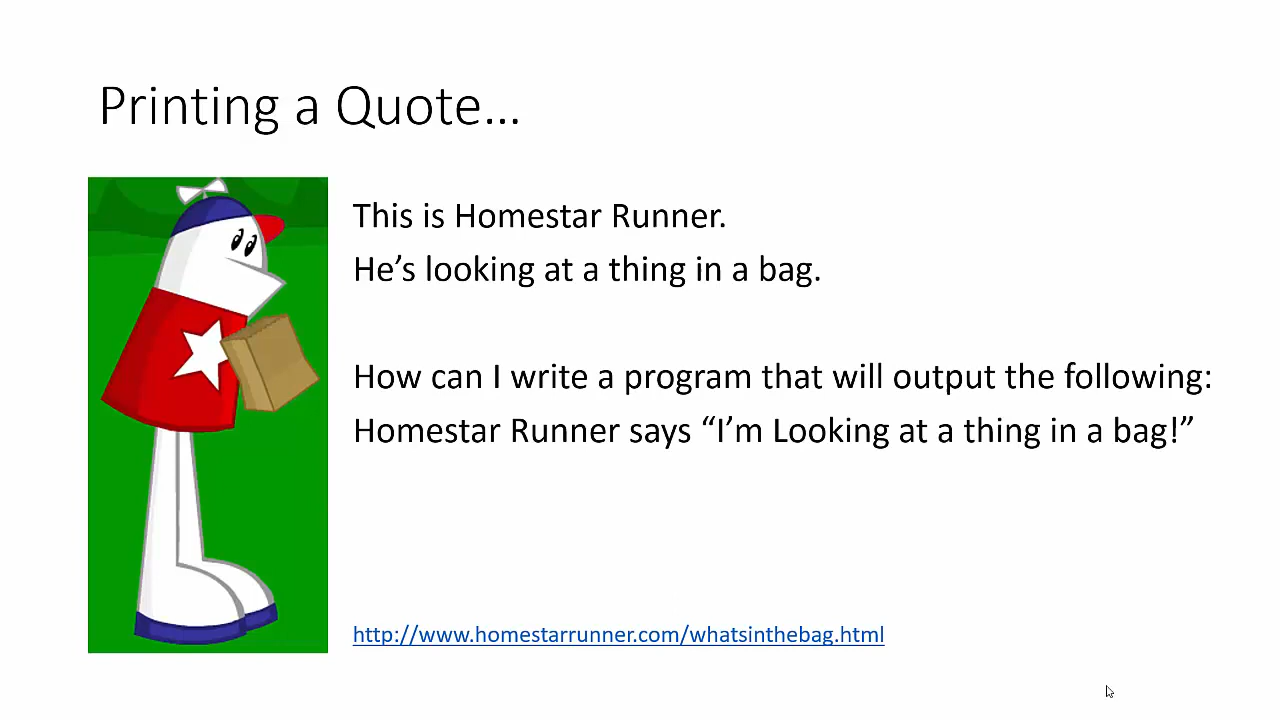 Printing a Quote...
This is Homestar Runner.
He’s looking at a thing in a bag.
How can I write a program that will output the following:
Homestar Runner says “I’m Looking at a thing in a bag!”
http://www.homestarrunner.com/whatsinthebag.html